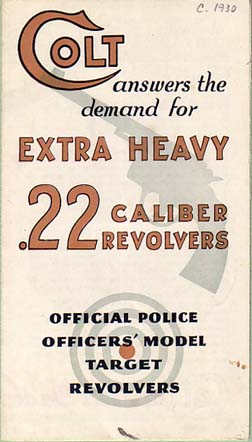 C. 1930
COLT
answers the
demand for
EXTRA HEAVY
.22 CALIBER
REVOLVERS
OFFICIAL POLICE
OFFICERS' MODEL
TARGET
REVOLVERS